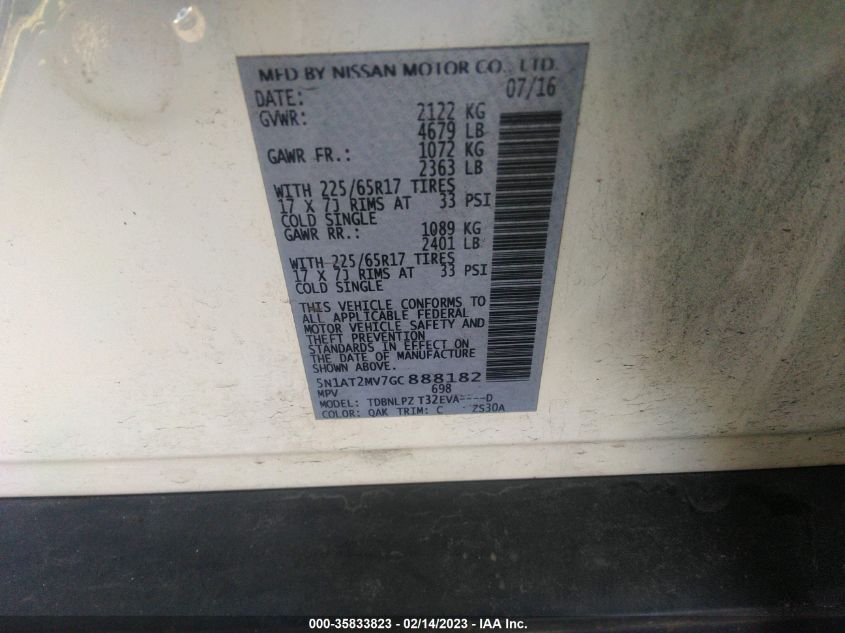 MFD BY NISSAN MOTOR CO., LTD.
DATE: 07/16
GVWR: 2122 KG
4679 LB
GAWR FR.: 1072 KG
2363 LB
WITH 225/65R17 TIRES
17 X 7J RIMS AT 33 PSI
COLD SINGLE
GAWR RR.: 1089 KG
2401 LB
WITH 225/65R17 TIRES
17 X 7J RIMS AT 33 PSI
COLD SINGLE
THIS VEHICLE CONFORMS TO
ALL APPLICABLE FEDERAL
MOTOR VEHICLE SAFETY AND
THEFT PREVENTION
STANDARDS IN EFFECT ON
THE DATE OF MANUFACTURE
SHOWN ABOVE.
5N1AT2MV7GC888182
MPV 698
MODEL: TDBNLPZ T32EVA----D
COLOR: QAK TRIM: C ZS30A
000-35833823 - 02/14/2023 - IAA Inc.